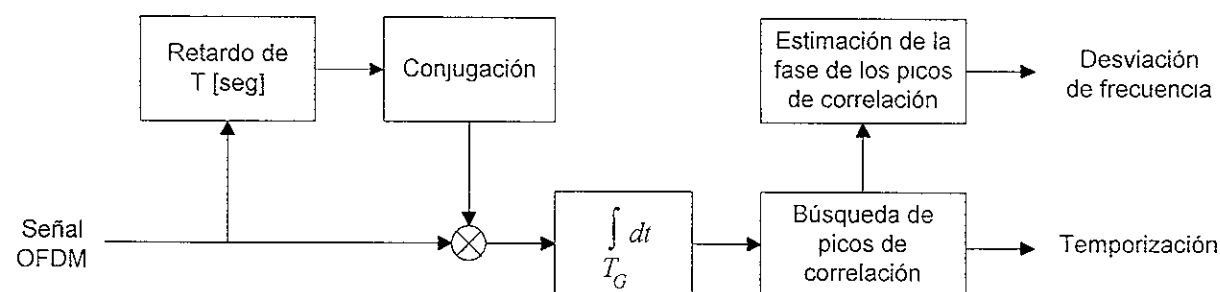 Retardo de
T [seg]
Conjugación
Estimación de la
fase de los picos
de correlación
Desviación
de frecuencia
Señal
OFDM
∫ dt
T_G
Búsqueda de
picos de
correlación
Temporización